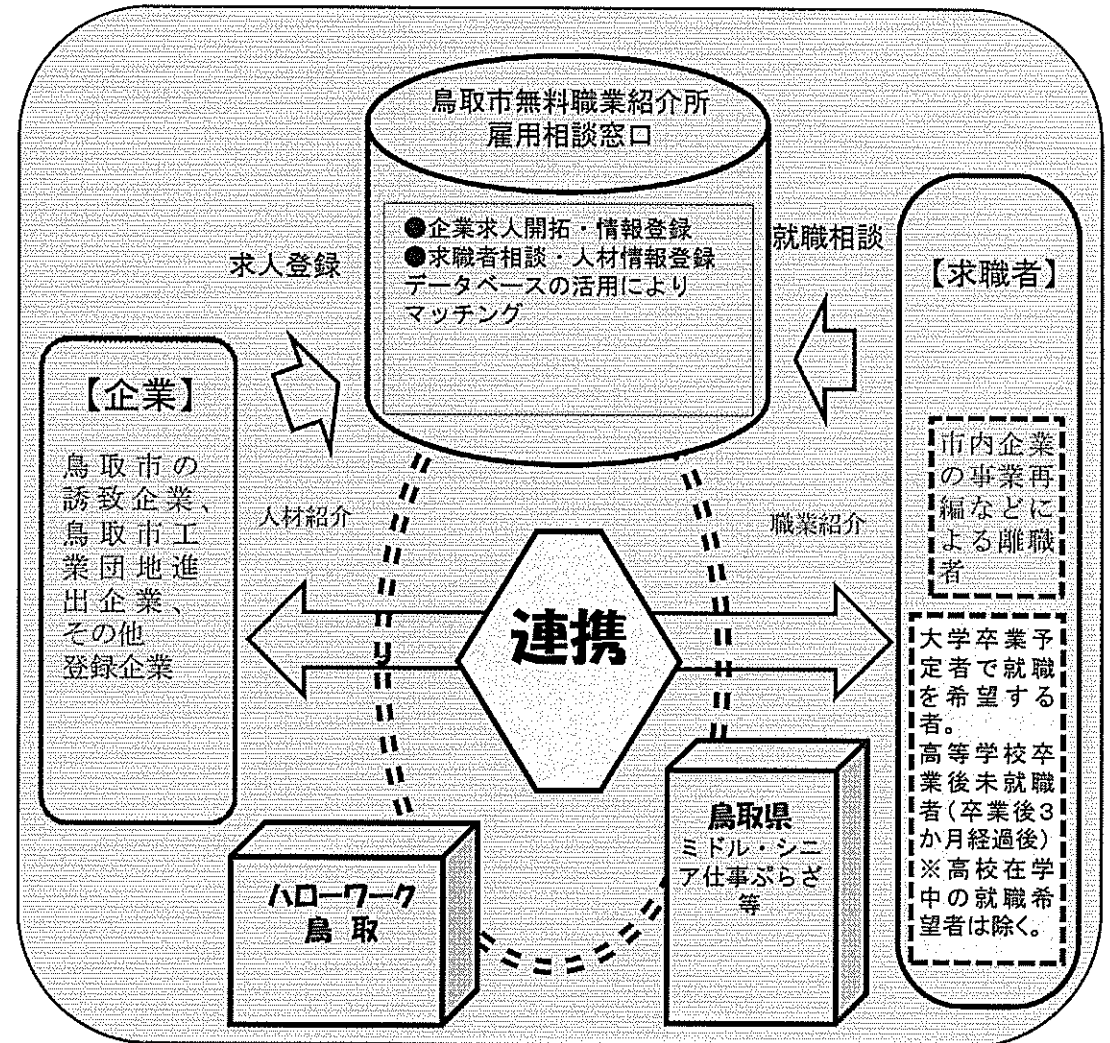 鳥取市無料職業紹介所
雇用相談窓口
●企業求人開拓・情報登録
●求職者相談・人材情報登録
データベースの活用により
マッチング
求人登録
就職相談
【企業】
鳥取市の
誘致企業、
鳥取市工
業団地進
出企業、
その他
登録企業
人材紹介
職業紹介
連携
【求職者】
市内企業
の事業再
編などに
よる離職
者
大学卒業予
定者で就職
を希望する
者。
高等学校卒
業後未就職
者(卒業後3
か月経過後)
※高校在学
中の就職希
望者は除く。
ハローワーク
鳥取
鳥取県
ミドル・シニ
ア仕事ぷらざ
等